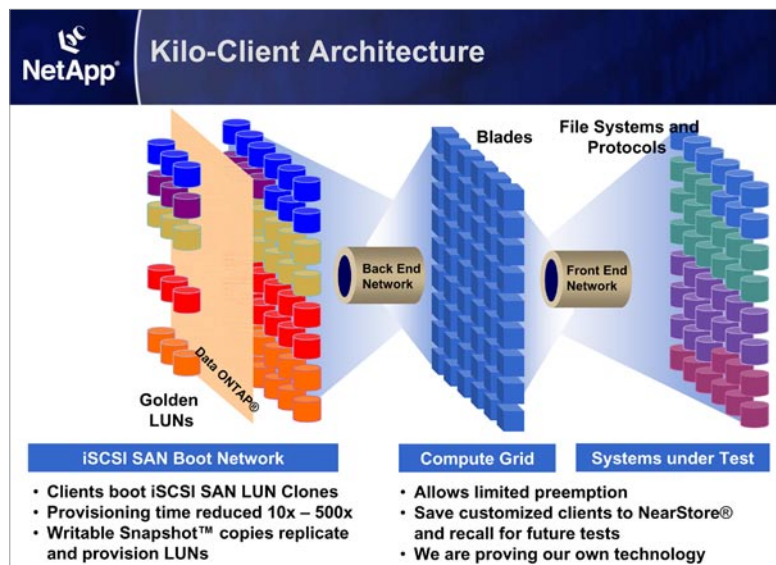 NetApp®
Kilo-Client Architecture
Blades
File Systems and
Protocols
Back End
Network
Front End
Network
Data ONTAP®
Golden
LUNs
iSCSI SAN Boot Network
Compute Grid
Systems under Test
• Clients boot iSCSI SAN LUN Clones
• Provisioning time reduced 10x – 500x
• Writable Snapshot™ copies replicate
and provision LUNs
• Allows limited preemption
• Save customized clients to NearStore®
and recall for future tests
• We are proving our own technology